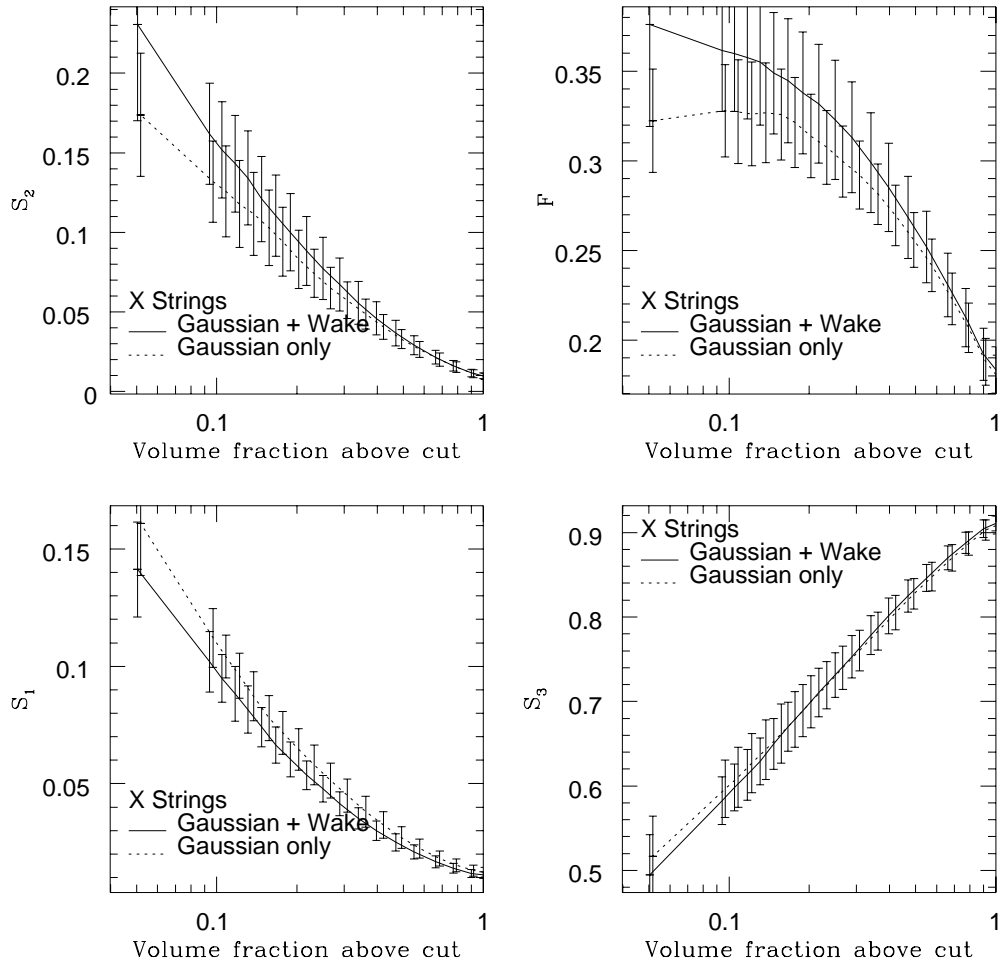 S2
0.2
0.15
0.1
0.05
0
X Strings
Gaussian + Wake
Gaussian only
0.1
1
Volume fraction above cut
F
0.35
0.3
0.25
0.2
X Strings
Gaussian + Wake
Gaussian only
0.1
1
Volume fraction above cut
S1
0.15
0.1
0.05
X Strings
Gaussian + Wake
Gaussian only
0.1
1
Volume fraction above cut
S3
0.9
0.8
0.7
0.6
0.5
X Strings
Gaussian + Wake
Gaussian only
0.1
1
Volume fraction above cut